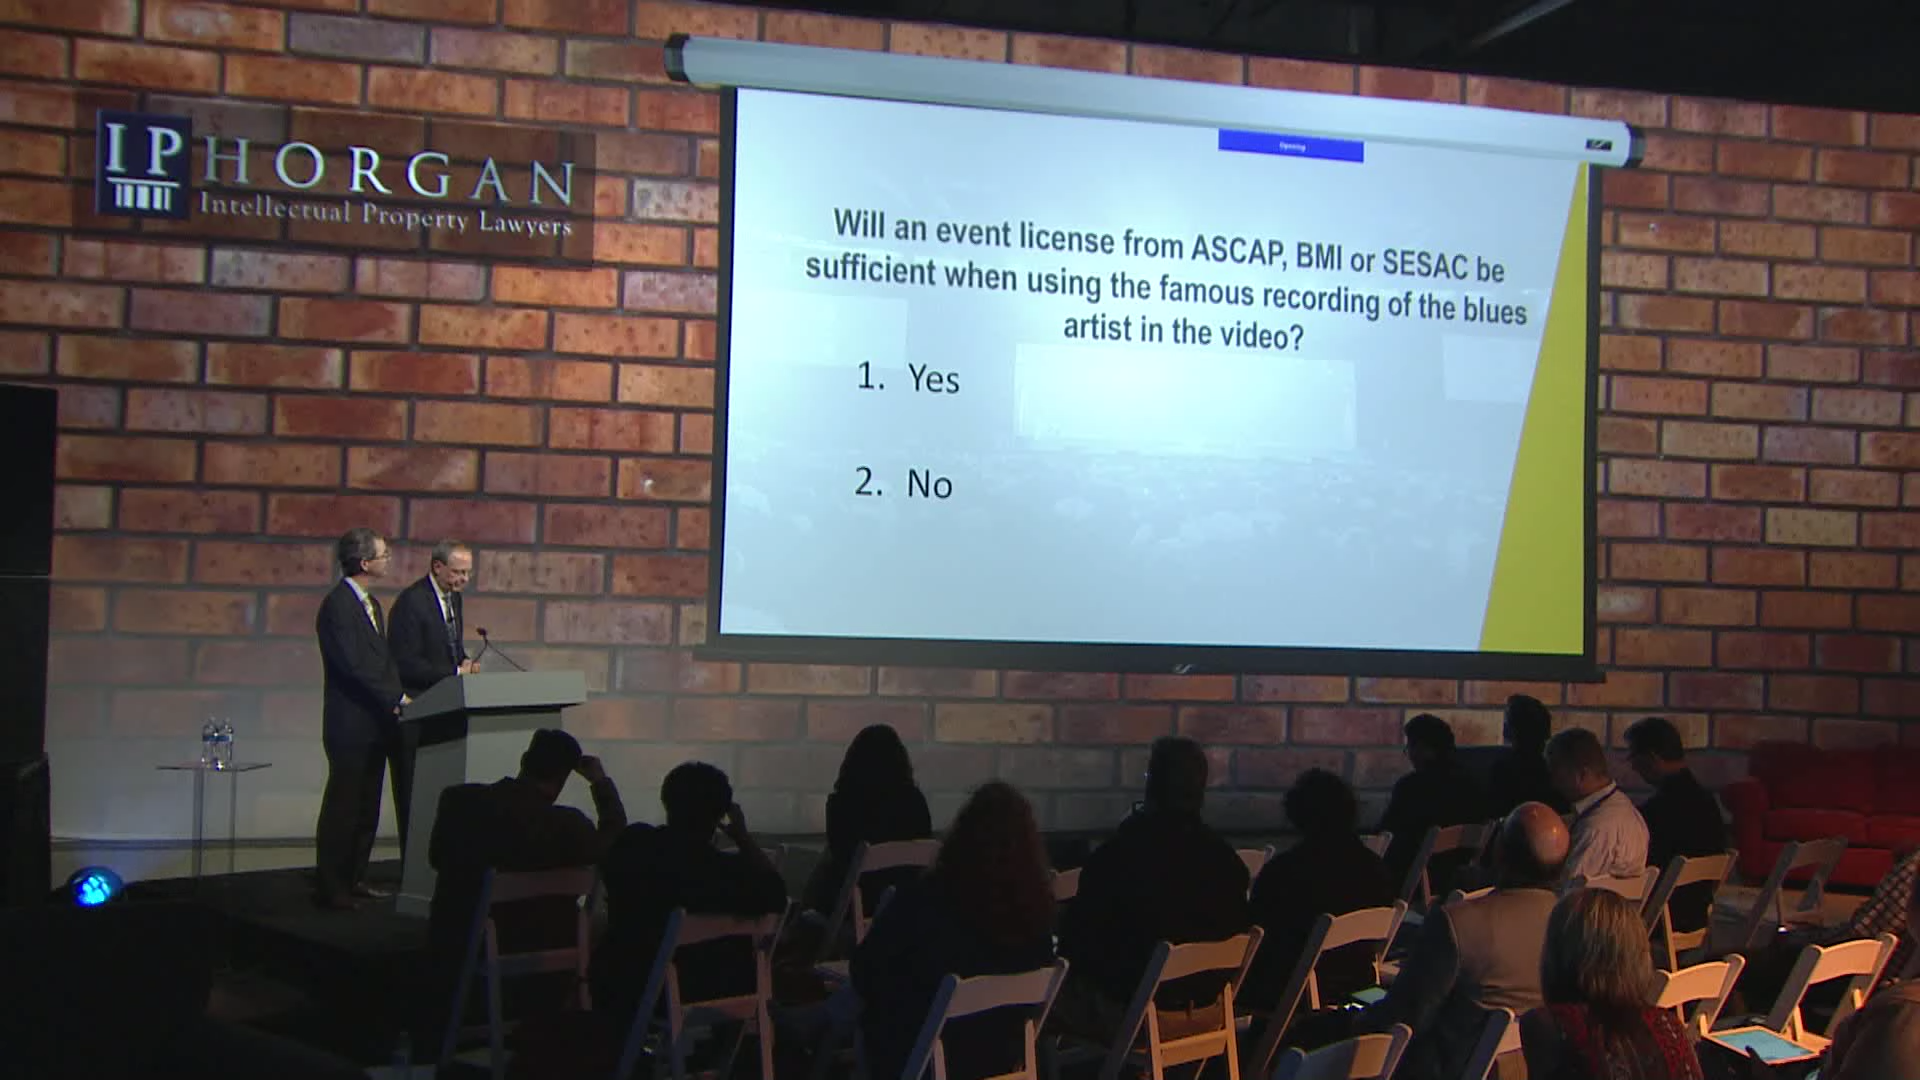 IP HORGAN
Intellectual Property Lawyers
Opening
Will an event license from ASCAP, BMI or SESAC be
sufficient when using the famous recording of the blues
artist in the video?
1. Yes
2. No